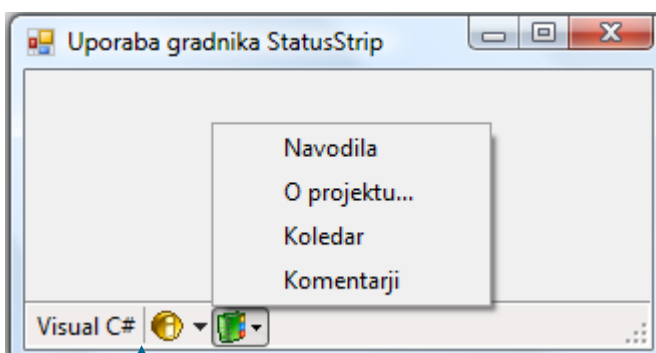 Uporaba gradnika StatusStrip
Navodila
O projektu...
Koledar
Komentarji
Visual C#